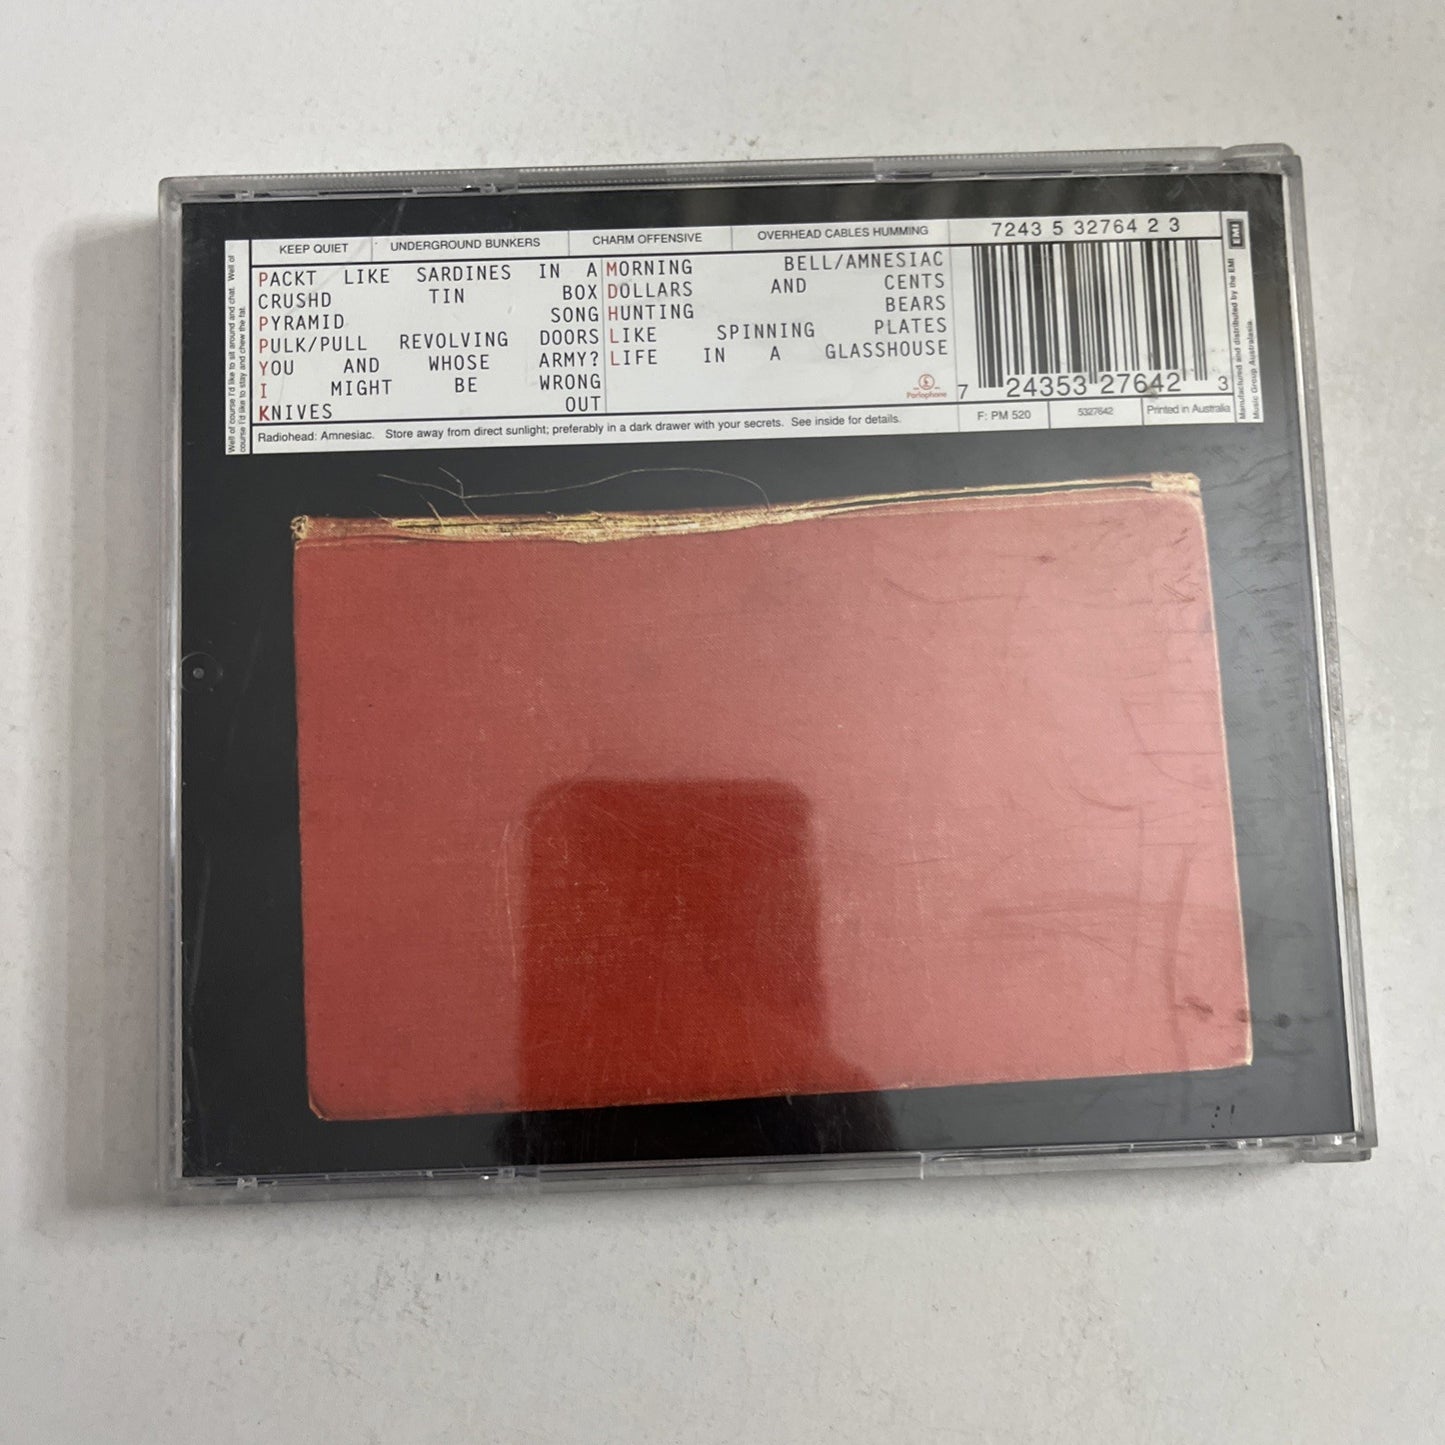 KEEP QUIET
UNDERGROUND BUNKERS
CHARM OFFENSIVE
OVERHEAD CABLES HUMMING
7243 5 32764 2 3
EMI
PACKT LIKE SARDINES IN A
CRUSHD TIN BOX
PYRAMID SONG
PULK/PULL REVOLVING DOORS
YOU AND WHOSE ARMY?
I MIGHT BE WRONG
KNIVES OUT
MORNING BELL/AMNESIAC
DOLLARS AND CENTS
HUNTING BEARS
LIKE SPINNING PLATES
LIFE IN A GLASSHOUSE
Parlophone
7 24353 27642 3
F: PM 520
5327642
Printed in Australia
Radiohead: Amnesiac. Store away from direct sunlight; preferably in a dark drawer with your secrets. See inside for details.
Well of course I'd like to sit around and chat. Well of
course I'd like to stay and chew the fat.
Manufactured and distributed by the EMI
Music Group Australasia.